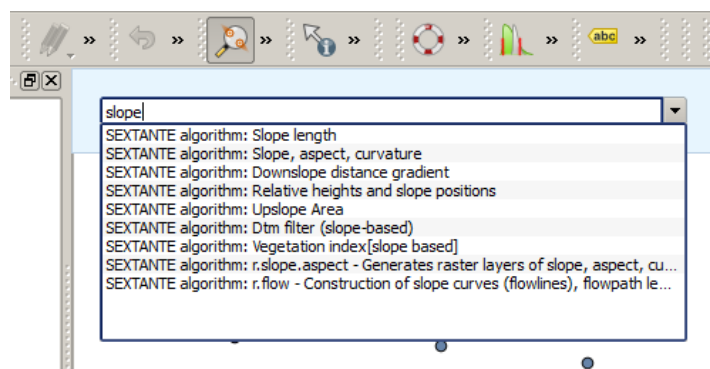 abc
slope
SEXTANTE algorithm: Slope length
SEXTANTE algorithm: Slope, aspect, curvature
SEXTANTE algorithm: Downslope distance gradient
SEXTANTE algorithm: Relative heights and slope positions
SEXTANTE algorithm: Upslope Area
SEXTANTE algorithm: Dtm filter (slope-based)
SEXTANTE algorithm: Vegetation index[slope based]
SEXTANTE algorithm: r.slope.aspect - Generates raster layers of slope, aspect, cu...
SEXTANTE algorithm: r.flow - Construction of slope curves (flowlines), flowpath le...